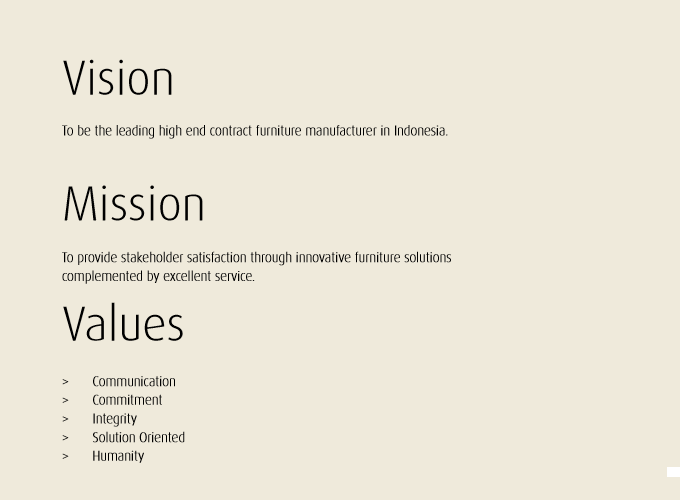 Vision
To be the leading high end contract furniture manufacturer in Indonesia.
Mission
To provide stakeholder satisfaction through innovative furniture solutions
complemented by excellent service.
Values
> Communication
> Commitment
> Integrity
> Solution Oriented
> Humanity